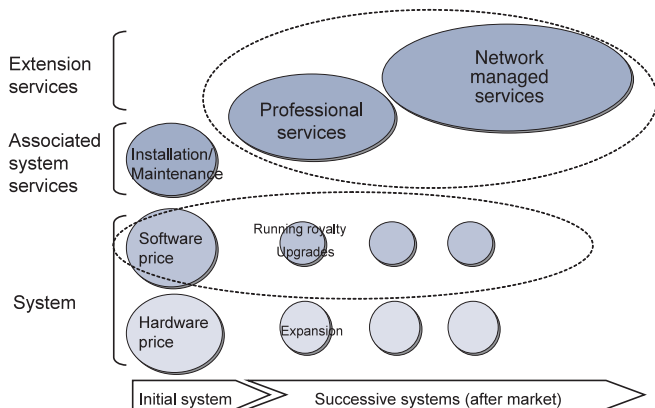 Extension
services
Network
managed
services
Professional
services
Associated
system
services
Installation/
Maintenance
System
Software
price
Running royalty
Upgrades
Hardware
price
Expansion
Initial system
Successive systems (after market)